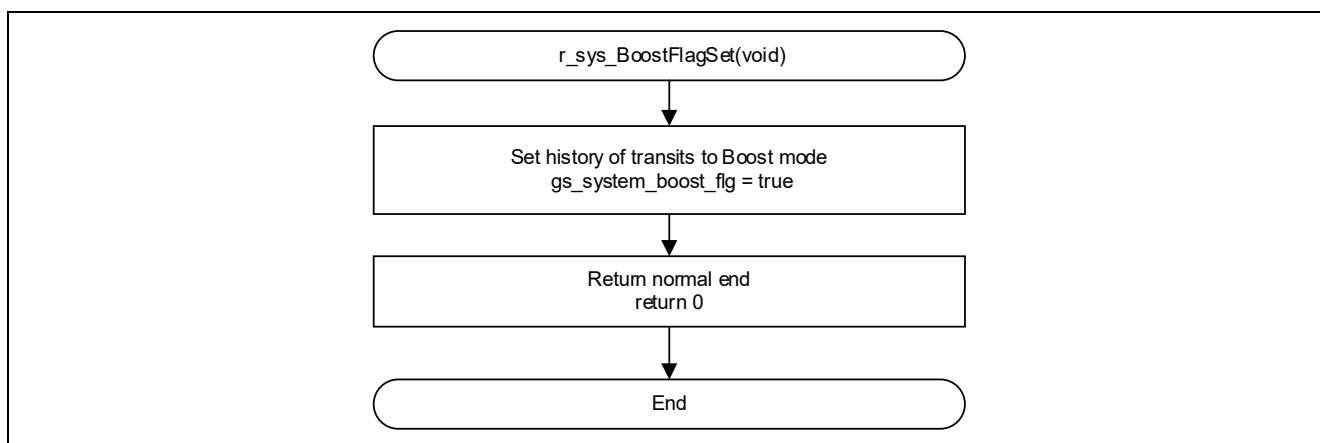 r_sys_BoostFlagSet(void)
Set history of transits to Boost mode
gs_system_boost_flg = true
Return normal end
return 0
End